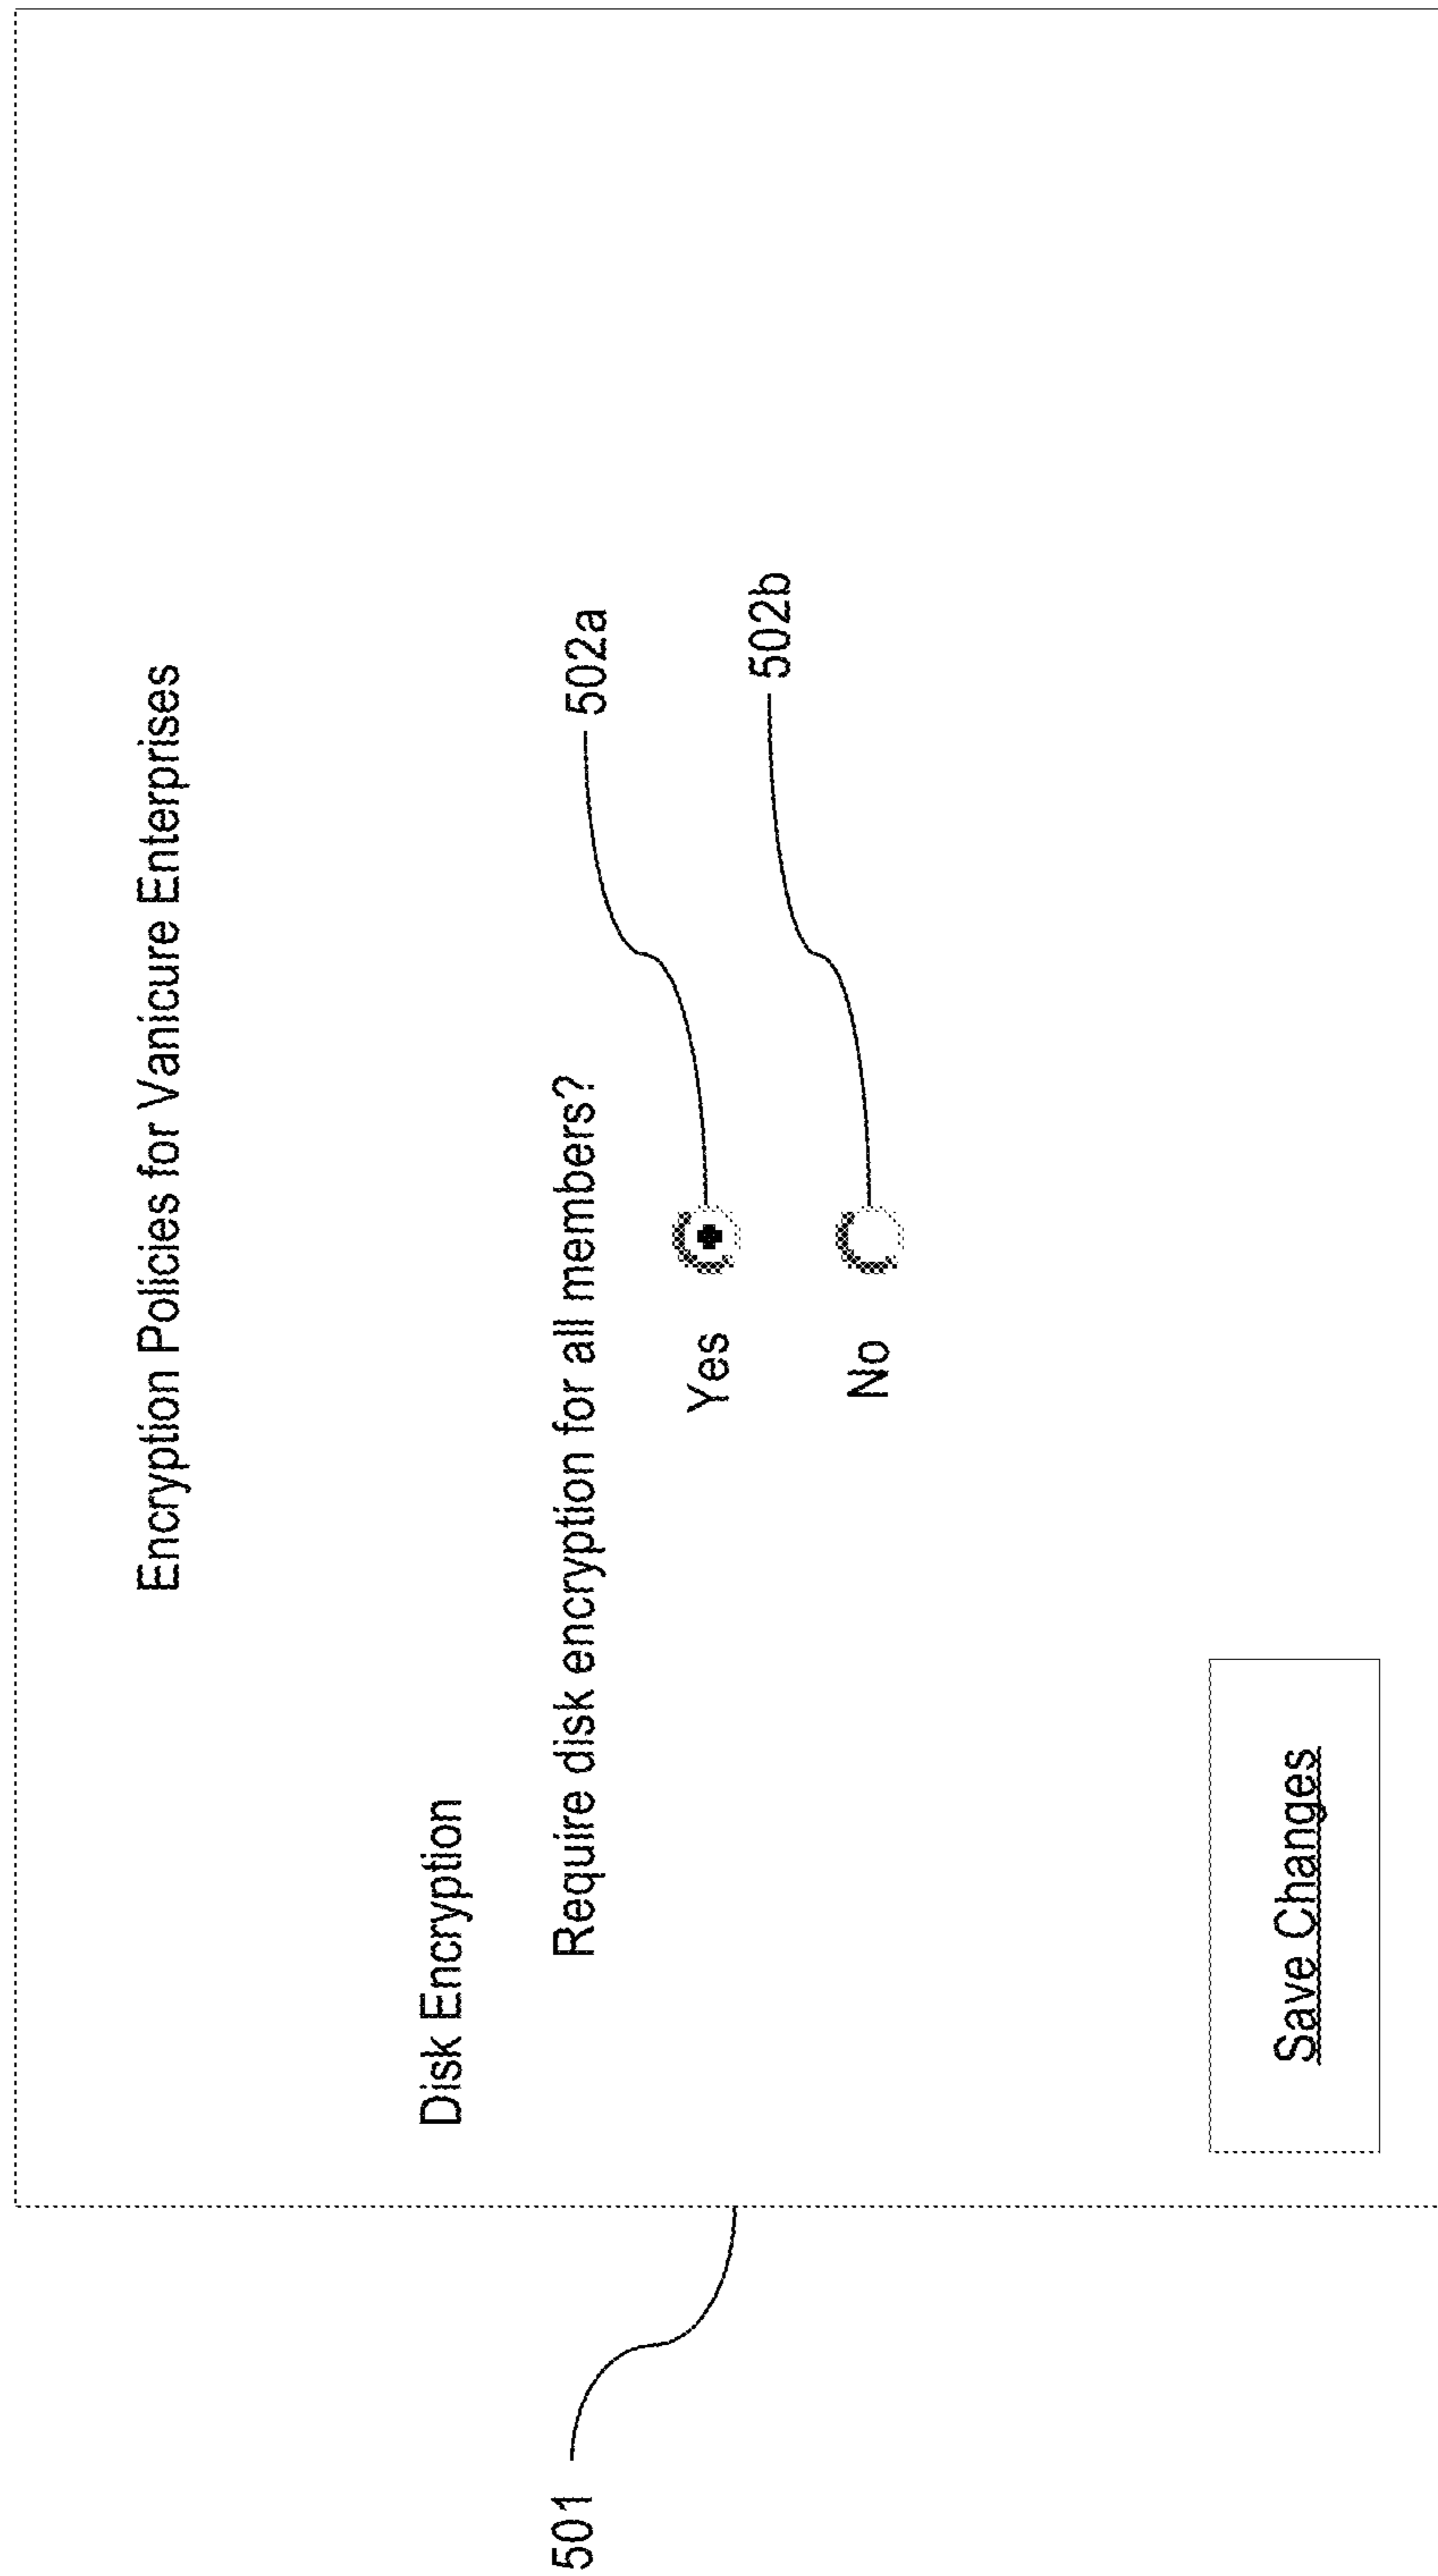 Encryption Policies for Vanicure Enterprises
Disk Encryption
Require disk encryption for all members?
502a
Yes
502b
No
501
Save Changes